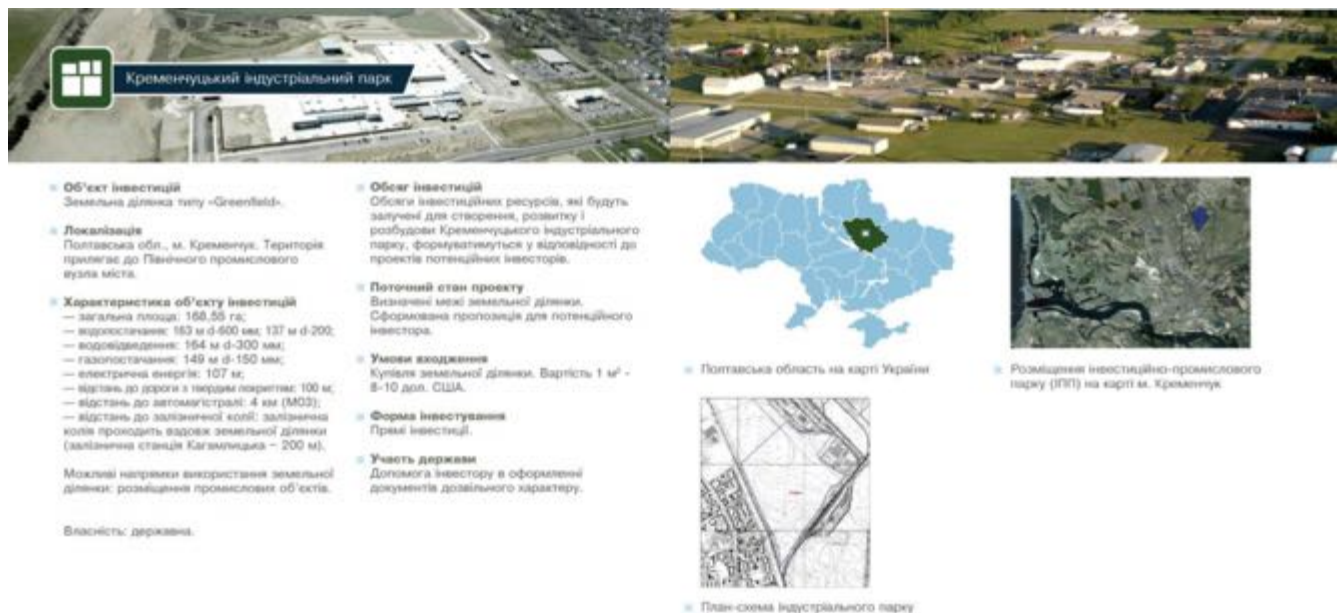 Кременчуцький індустріальний парк
Об'єкт інвестицій
Земельна ділянка типу «Greenfield».
Локалізація
Полтавська обл., м. Кременчук. Територія
прилягає до Північного промислового
вузла міста.
Характеристика об'єкту інвестицій
— загальна площа: 168,55 га;
— водопостачання: 163 м d-600 мм; 137 м d-200;
— водовідведення: 164 м d-300 мм;
— газопостачання: 149 м d-150 мм;
— електрична енергія: 107 м;
— відстань до дороги з твердим покриттям: 100 м;
— відстань до автомагістралі: 4 км (М03);
— відстань до залізничної колії: залізнична
колія проходить вздовж земельної ділянки
(залізнична станція Кагамлицька – 200 м).
Можливі напрямки використання земельної
ділянки: розміщення промислових об'єктів.
Власність: державна.
Обсяг інвестицій
Обсяги інвестиційних ресурсів, які будуть
залучені для створення, розвитку і
розбудови Кременчуцького індустріального
парку, формуватимуться у відповідності до
проектів потенційних інвесторів.
Поточний стан проекту
Визначені межі земельної ділянки.
Сформована пропозиція для потенційного
інвестора.
Умови входження
Купівля земельної ділянки. Вартість 1 м² -
8-10 дол. США.
Форма інвестування
Прямі інвестиції.
Участь держави
Допомога інвестору в оформленні
документів дозвільного характеру.
Полтавська область на карті України
Розміщення інвестиційно-промислового
парку (ІПП) на карті м. Кременчук
План-схема індустріального парку